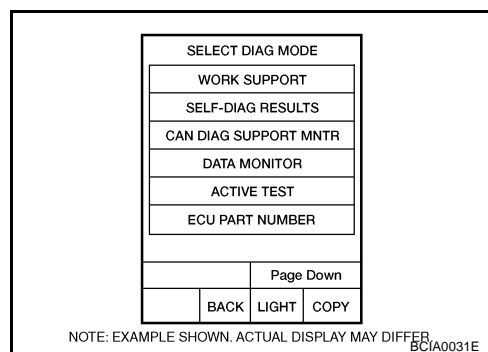 SELECT DIAG MODE
WORK SUPPORT
SELF-DIAG RESULTS
CAN DIAG SUPPORT MNTR
DATA MONITOR
ACTIVE TEST
ECU PART NUMBER
Page Down
BACK LIGHT COPY
NOTE: EXAMPLE SHOWN. ACTUAL DISPLAY MAY DIFFER
BCIA0031E